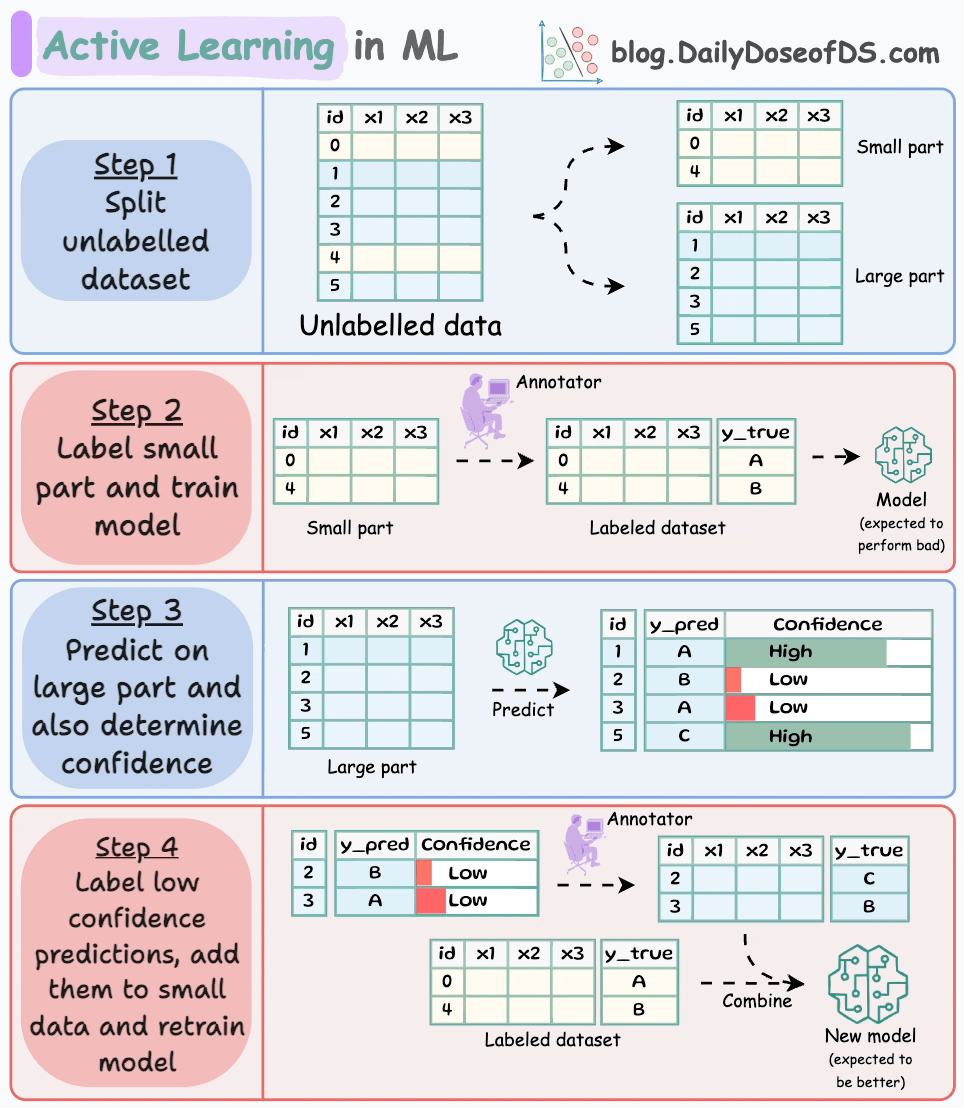 Active Learning in ML
blog.DailyDoseofDS.com
Step 1
Split
unlabelled
dataset
id x1 x2 x3
0
1
2
3
4
5
Unlabelled data
id x1 x2 x3
0
4
Small part
id x1 x2 x3
1
2
3
5
Large part
Step 2
Label small
part and train
model
id x1 x2 x3
0
4
Small part
Annotator
id x1 x2 x3 y_true
0 A
4 B
Labeled dataset
Model
(expected to
perform bad)
Step 3
Predict on
large part and
also determine
confidence
id x1 x2 x3
1
2
3
5
Large part
Predict
id y_pred Confidence
1 A High
2 B Low
3 A Low
5 C High
Step 4
Label low
confidence
predictions, add
them to small
data and retrain
model
id y_pred Confidence
2 B Low
3 A Low
Annotator
id x1 x2 x3 y_true
2 C
3 B
id x1 x2 x3 y_true
0 A
4 B
Labeled dataset
Combine
New model
(expected to
be better)